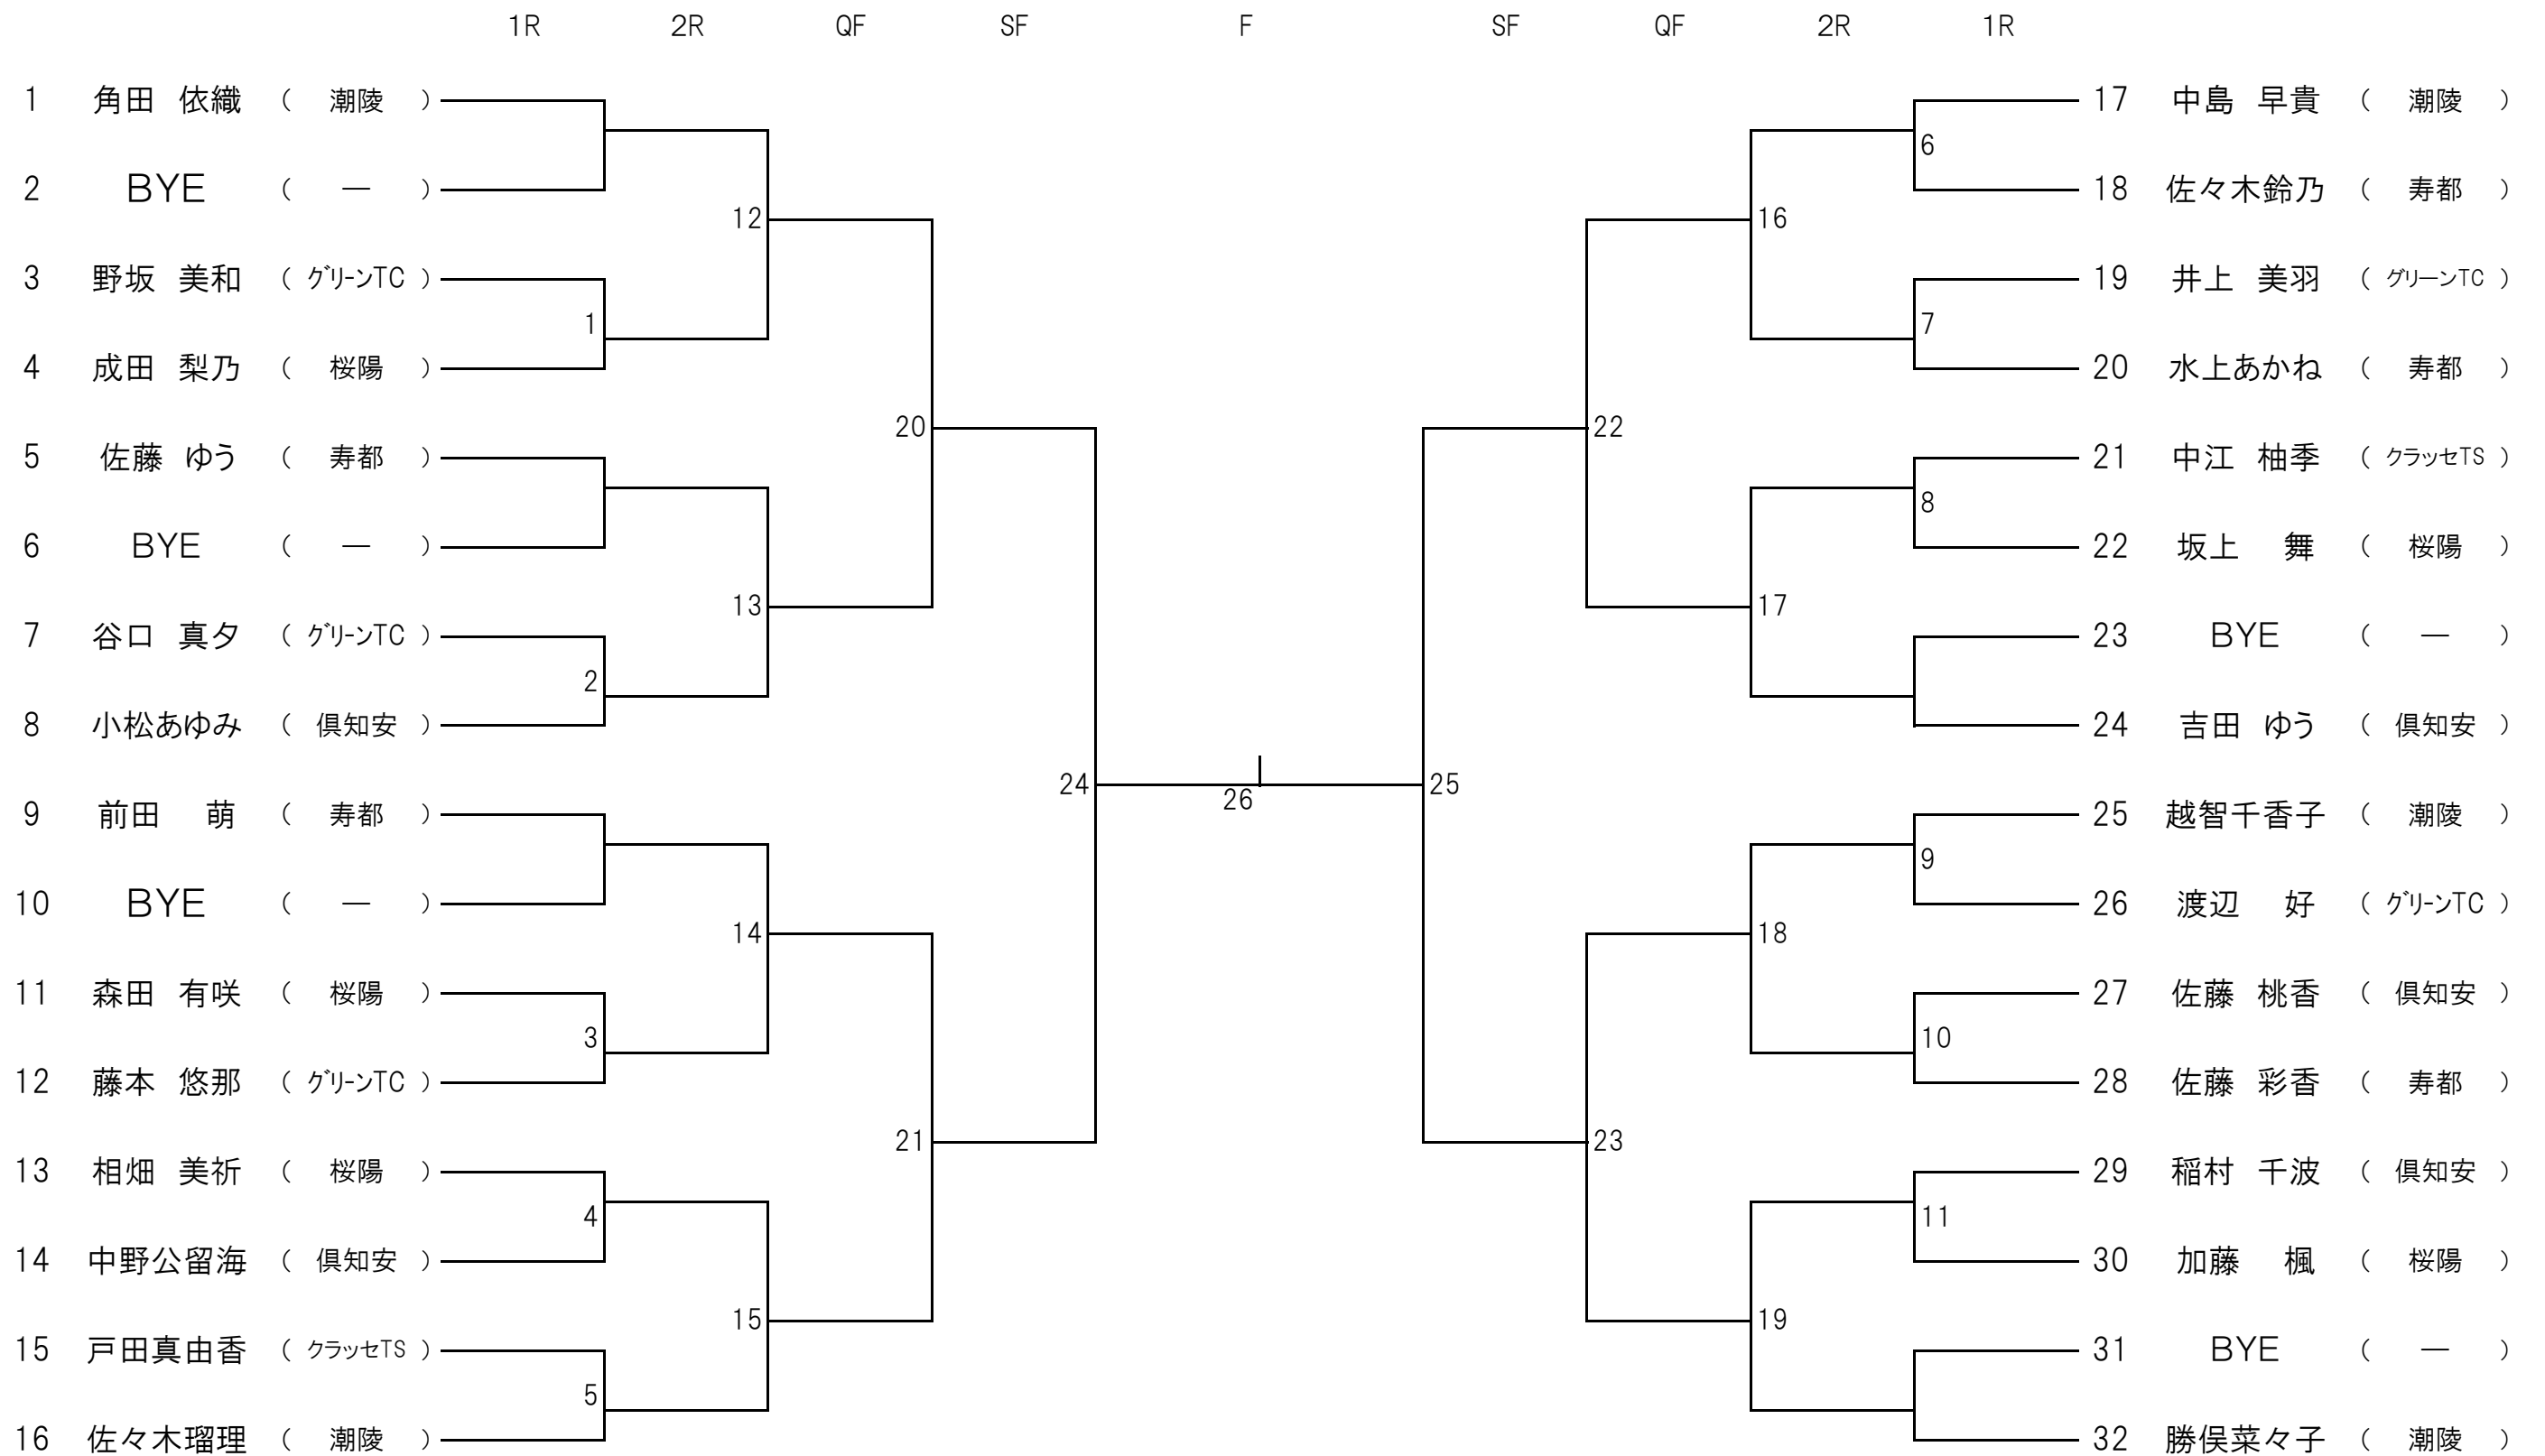 1R 2R QF SF F SF QF 2R 1R
1 角田 依織 ( 潮陵 ) 17 中島 早貴 ( 潮陵 )
6
2 BYE ( ― ) 18 佐々木鈴乃 ( 寿都 )
12 16
3 野坂 美和 ( グリーンTC ) 19 井上 美羽 ( グリーンTC )
1 7
4 成田 梨乃 ( 桜陽 ) 20 水上あかね ( 寿都 )
20 22
5 佐藤 ゆう ( 寿都 ) 21 中江 柚季 ( クラッセTS )
8
6 BYE ( ― ) 22 坂上 舞 ( 桜陽 )
13 17
7 谷口 真夕 ( グリーンTC ) 23 BYE ( ― )
2
8 小松あゆみ ( 倶知安 ) 24 吉田 ゆう ( 倶知安 )
24 26 25
9 前田 萌 ( 寿都 ) 25 越智千香子 ( 潮陵 )
9
10 BYE ( ― ) 26 渡辺 好 ( グリーンTC )
14 18
11 森田 有咲 ( 桜陽 ) 27 佐藤 桃香 ( 倶知安 )
3 10
12 藤本 悠那 ( グリーンTC ) 28 佐藤 彩香 ( 寿都 )
21 23
13 相畑 美祈 ( 桜陽 ) 29 稲村 千波 ( 倶知安 )
4 11
14 中野公留海 ( 倶知安 ) 30 加藤 楓 ( 桜陽 )
15 19
15 戸田真由香 ( クラッセTS ) 31 BYE ( ― )
5
16 佐々木瑠理 ( 潮陵 ) 32 勝俣菜々子 ( 潮陵 )